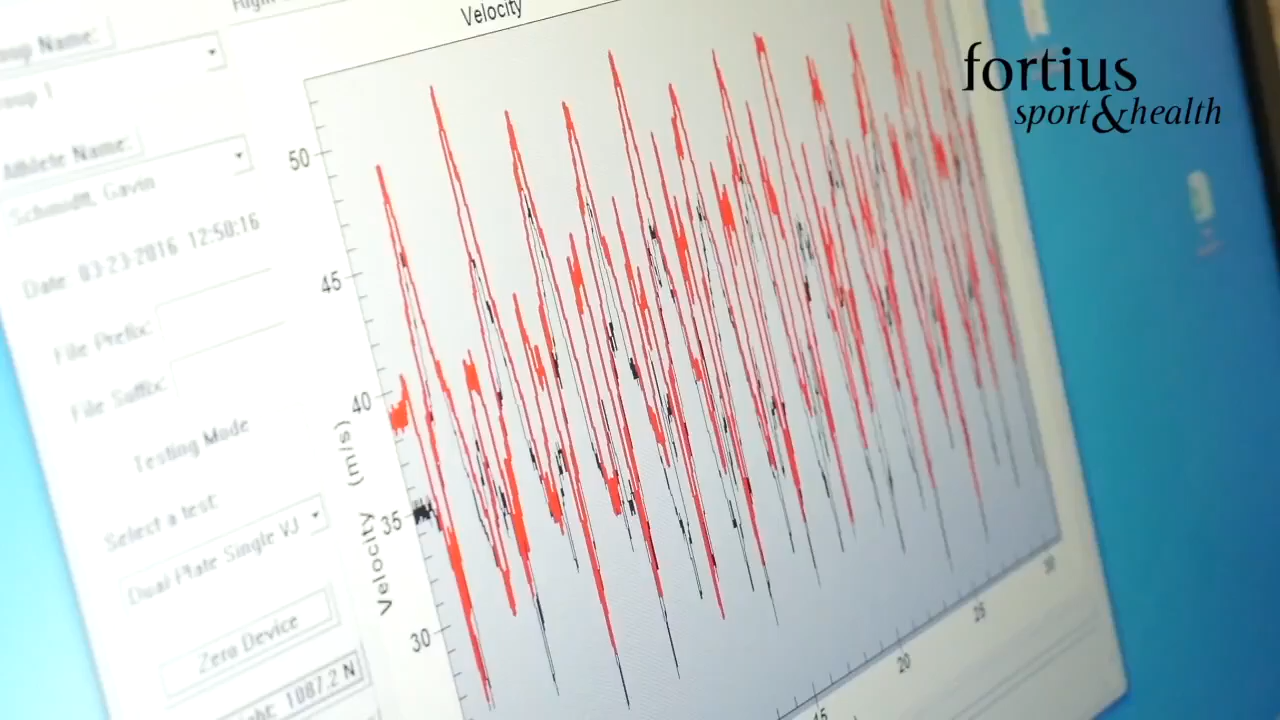 Velocity
Name:
fortius
sport&health
1
50
Athlete Name:
Schmidt, Gavin
Date 03-23-2016 12:50:16
45
File Prefix:
File Suffix:
40
Testing Mode
Velocity (m/s)
Select a test:
35
Dual Plate Single VJ
Zero Device
30
1087.2 N
30
25
20
15